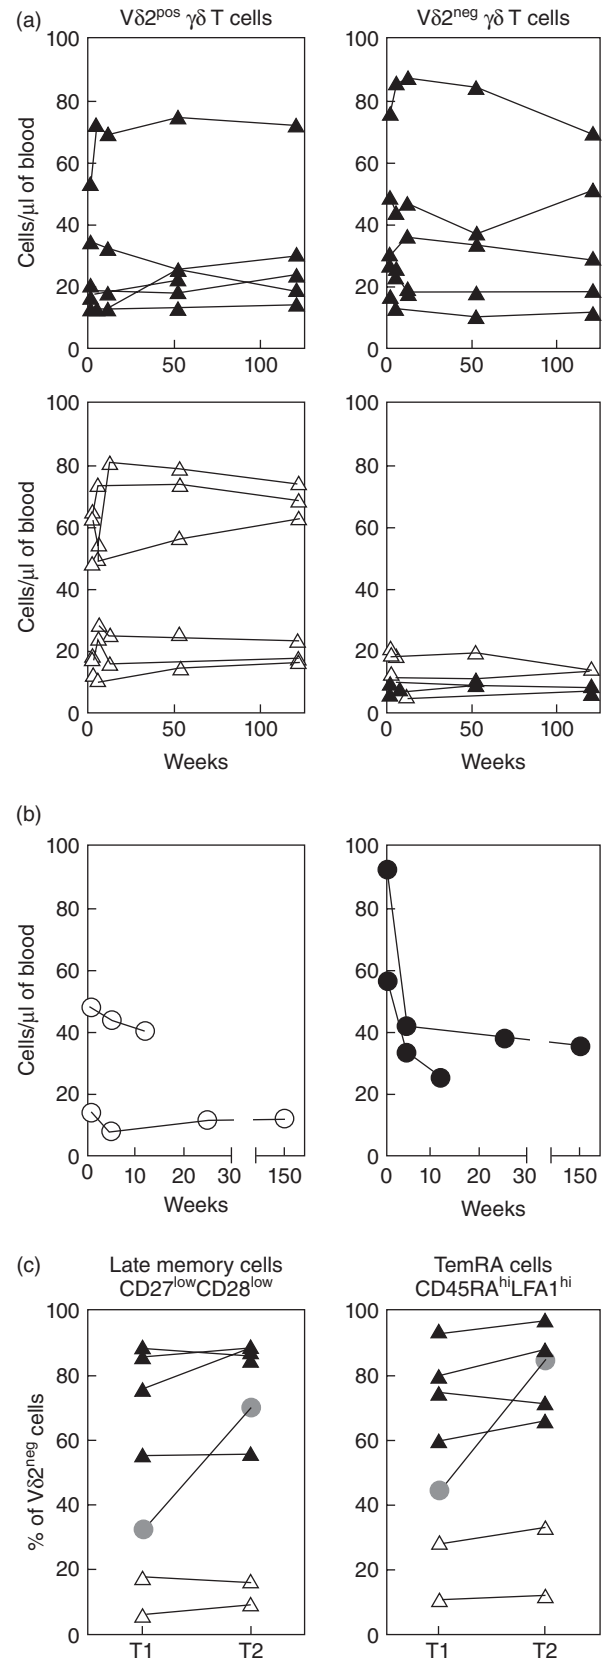 (a)
Vδ2pos γδ T cells
Vδ2neg γδ T cells
Cells/μl of blood
100
80
60
40
20
0
0 50 100
100
80
60
40
20
0
0 50 100
Cells/μl of blood
100
80
60
40
20
0
0 50 100
Weeks
100
80
60
40
20
0
0 50 100
Weeks
(b)
Cells/μl of blood
100
80
60
40
20
0
0 10 20 30 150
Weeks
100
80
60
40
20
0
0 10 20 30 150
Weeks
(c)
Late memory cells
CD27lowCD28low
TemRA cells
CD45RAhiLFA1hi
% of Vδ2neg cells
100
80
60
40
20
0
T1 T2
100
80
60
40
20
0
T1 T2